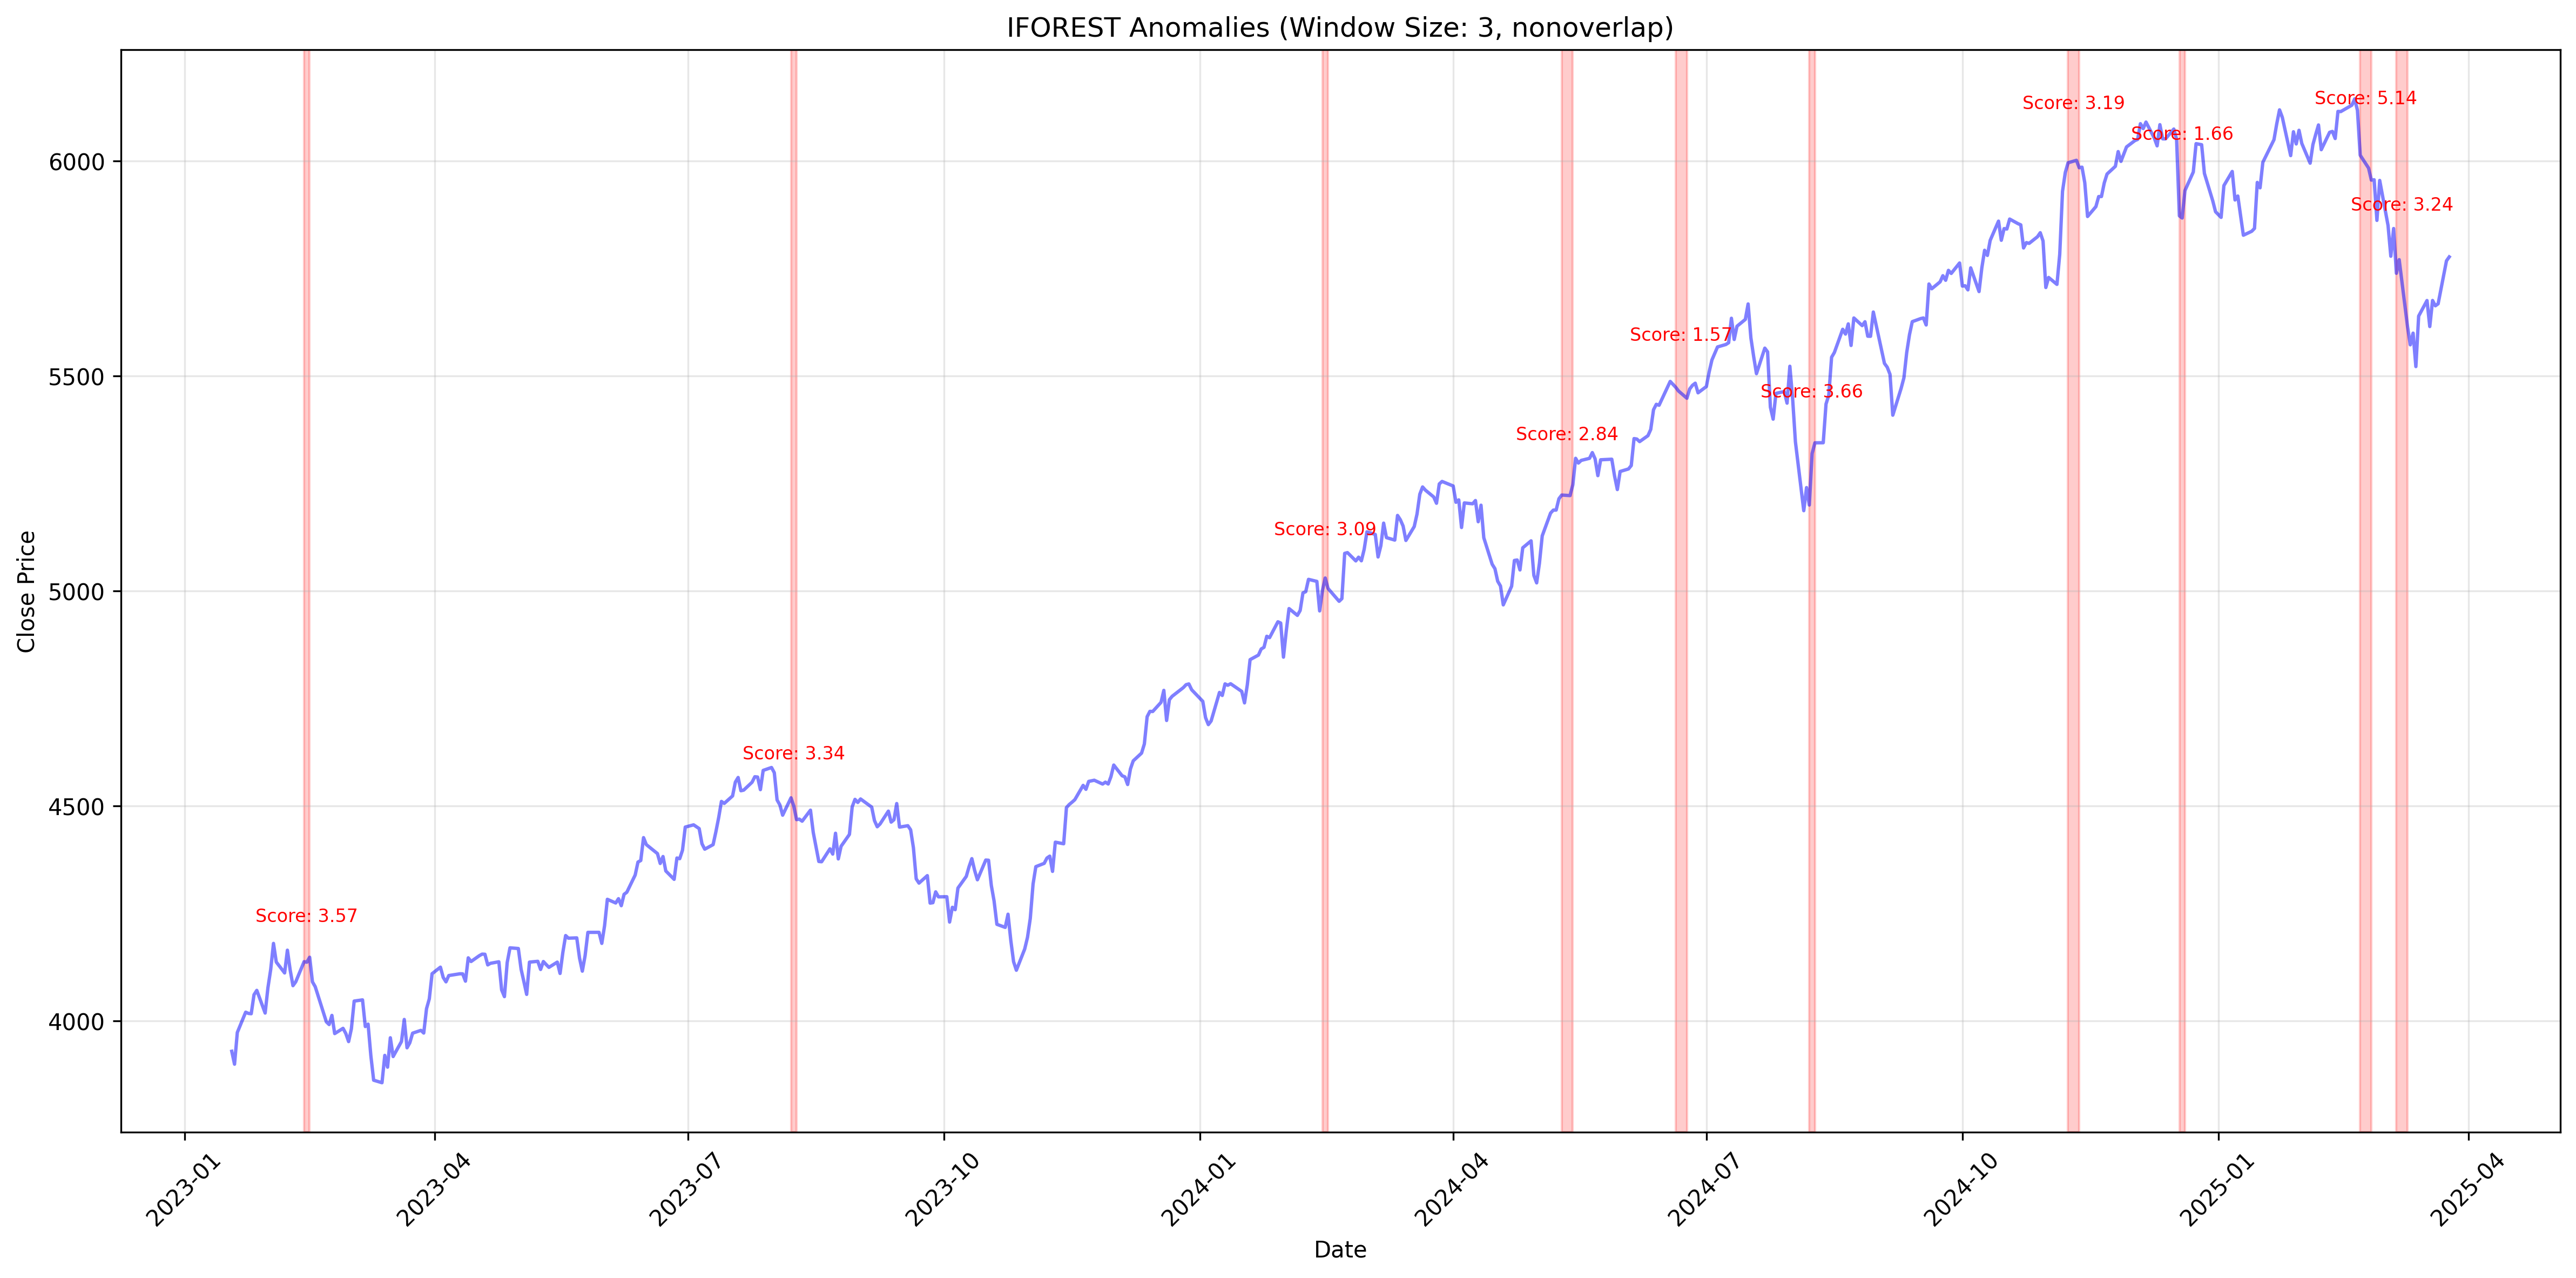 IFOREST Anomalies (Window Size: 3, nonoverlap)
Score: 5.14
Score: 3.19
Score: 1.66
6000
Score: 3.24
Score: 1.57
5500
Score: 3.66
Score: 2.84
Close Price
5000
Score: 3.09
4500
Score: 3.34
4000
Score: 3.57
2023-01
2023-04
2023-07
2023-10
2024-01
2024-04
2024-07
2024-10
2025-01
2025-04
Date